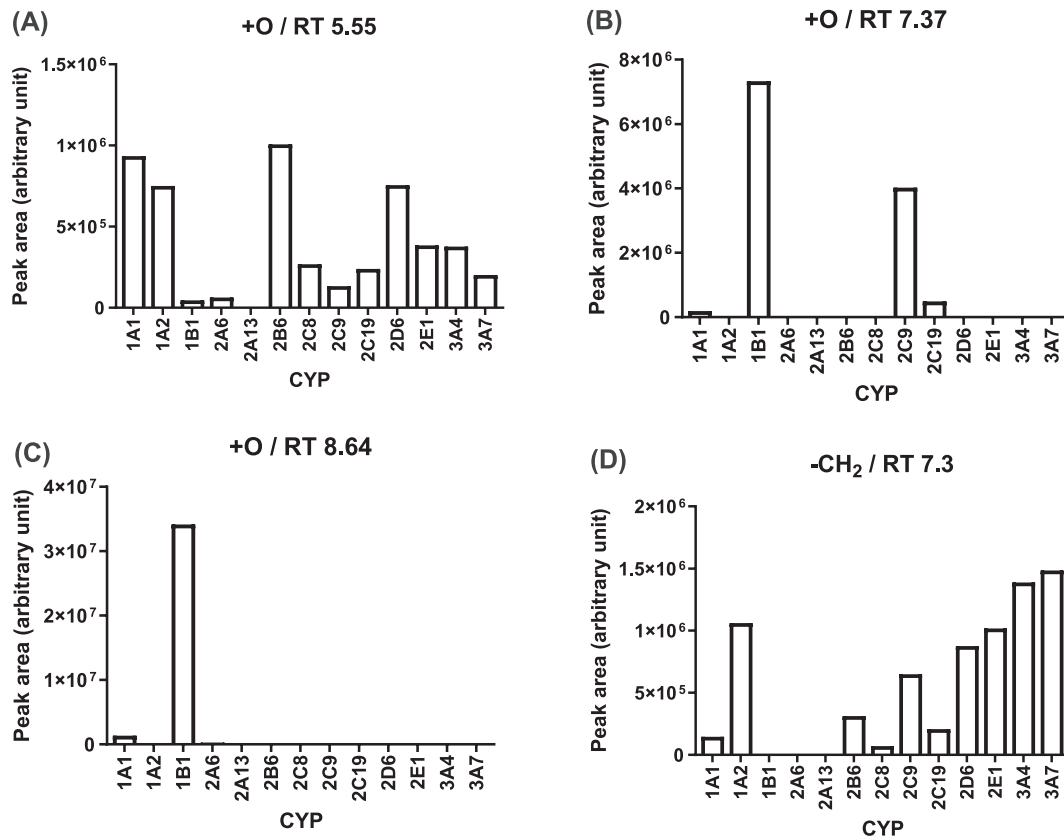 (A)
+O / RT 5.55
Peak area (arbitrary unit)
1.5×10⁶
1×10⁶
5×10⁵
0
1A1 1A2 1B1 2A6 2A13 2B6 2C8 2C9 2C19 2D6 2E1 3A4 3A7
CYP
(B)
+O / RT 7.37
Peak area (arbitrary unit)
8×10⁶
6×10⁶
4×10⁶
2×10⁶
0
1A1 1A2 1B1 2A6 2A13 2B6 2C8 2C9 2C19 2D6 2E1 3A4 3A7
CYP
(C)
+O / RT 8.64
Peak area (arbitrary unit)
4×10⁷
3×10⁷
2×10⁷
1×10⁷
0
1A1 1A2 1B1 2A6 2A13 2B6 2C8 2C9 2C19 2D6 2E1 3A4 3A7
CYP
(D)
-CH₂ / RT 7.3
Peak area (arbitrary unit)
2×10⁶
1.5×10⁶
1×10⁶
5×10⁵
0
1A1 1A2 1B1 2A6 2A13 2B6 2C8 2C9 2C19 2D6 2E1 3A4 3A7
CYP